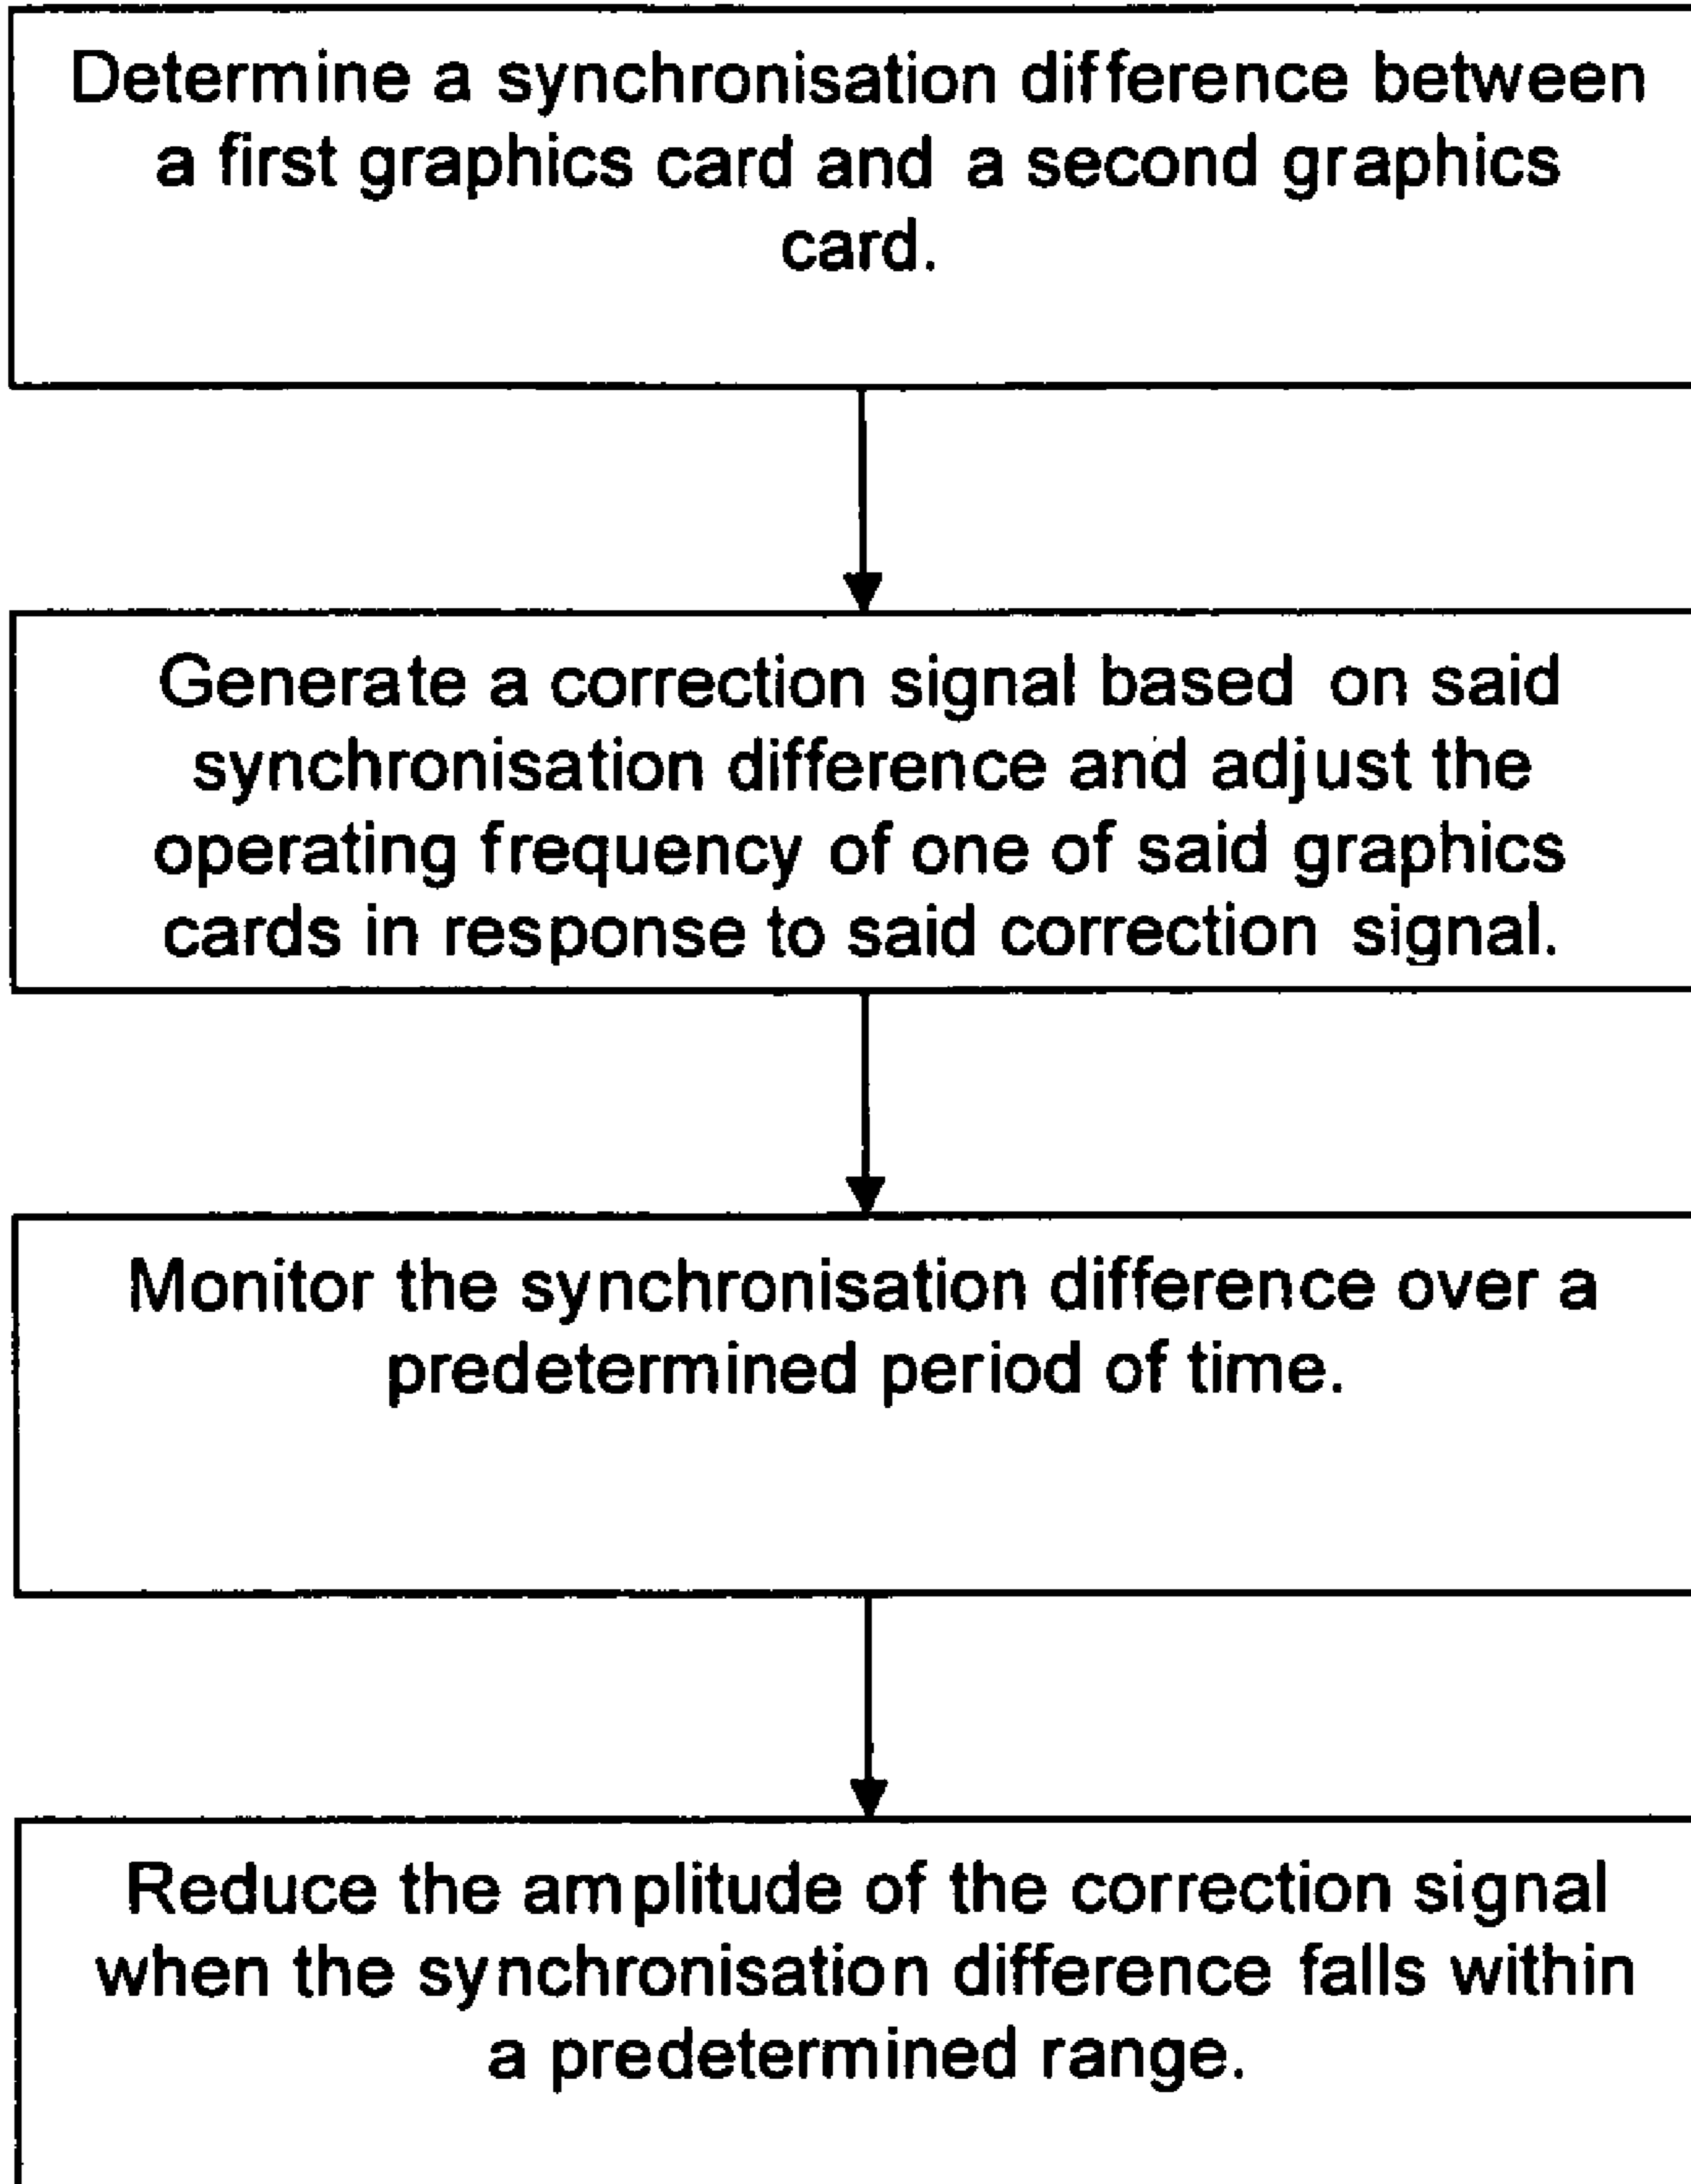 Determine a synchronisation difference between
a first graphics card and a second graphics
card.
Generate a correction signal based on said
synchronisation difference and adjust the
operating frequency of one of said graphics
cards in response to said correction signal.
Monitor the synchronisation difference over a
predetermined period of time.
Reduce the amplitude of the correction signal
when the synchronisation difference falls within
a predetermined range.